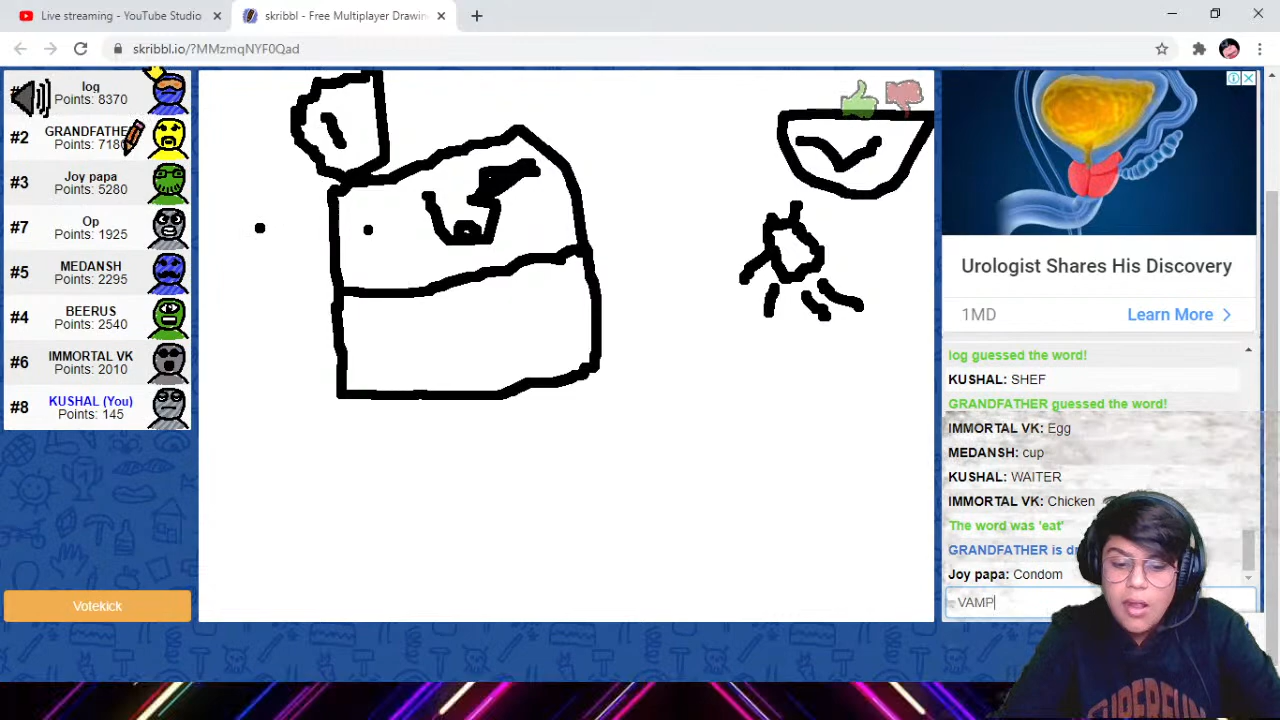 Live streaming - YouTube Studio
skribbl - Free Multiplayer Drawin
skribbl.io/?MMzmqNYF0Qad
log
Points: 8370
#2
GRANDFATHE
Points: 7180
#3
Joy papa
Points: 5280
#7
Op
Points: 1925
#5
MEDANSH
Points: 2295
#4
BEERUS
Points: 2540
#6
IMMORTAL VK
Points: 2010
#8
KUSHAL (You)
Points: 145
Votekick
Urologist Shares His Discovery
1MD
Learn More
log guessed the word!
KUSHAL: SHEF
GRANDFATHER guessed the word!
IMMORTAL VK: Egg
MEDANSH: cup
KUSHAL: WAITER
IMMORTAL VK: Chicken
The word was 'eat'
GRANDFATHER is dr
Joy papa: Condom
VAMP